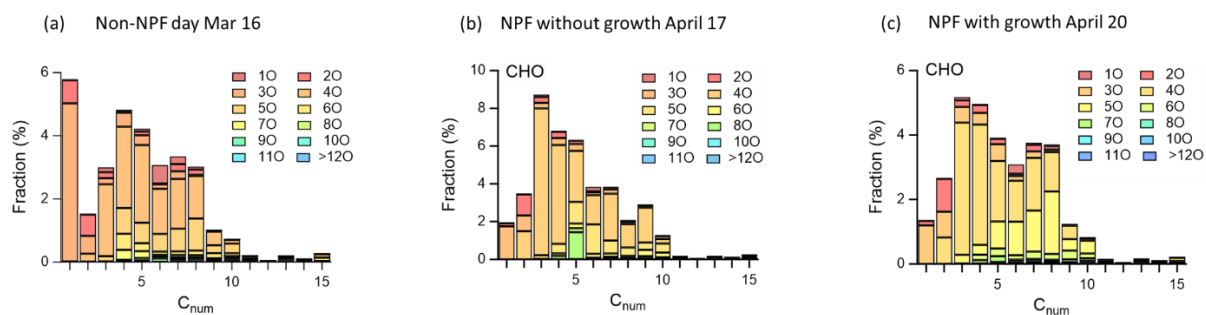 (a) Non-NPF day Mar 16
Fraction (%)
6
4
2
0
1O 2O
3O 4O
5O 6O
7O 8O
9O 10O
11O >12O
5 10 15
C_num
(b) NPF without growth April 17
CHO
Fraction (%)
10
8
6
4
2
0
1O 2O
3O 4O
5O 6O
7O 8O
9O 10O
11O >12O
5 10 15
C_num
(c) NPF with growth April 20
CHO
Fraction (%)
6
4
2
0
1O 2O
3O 4O
5O 6O
7O 8O
9O 10O
11O >12O
5 10 15
C_num